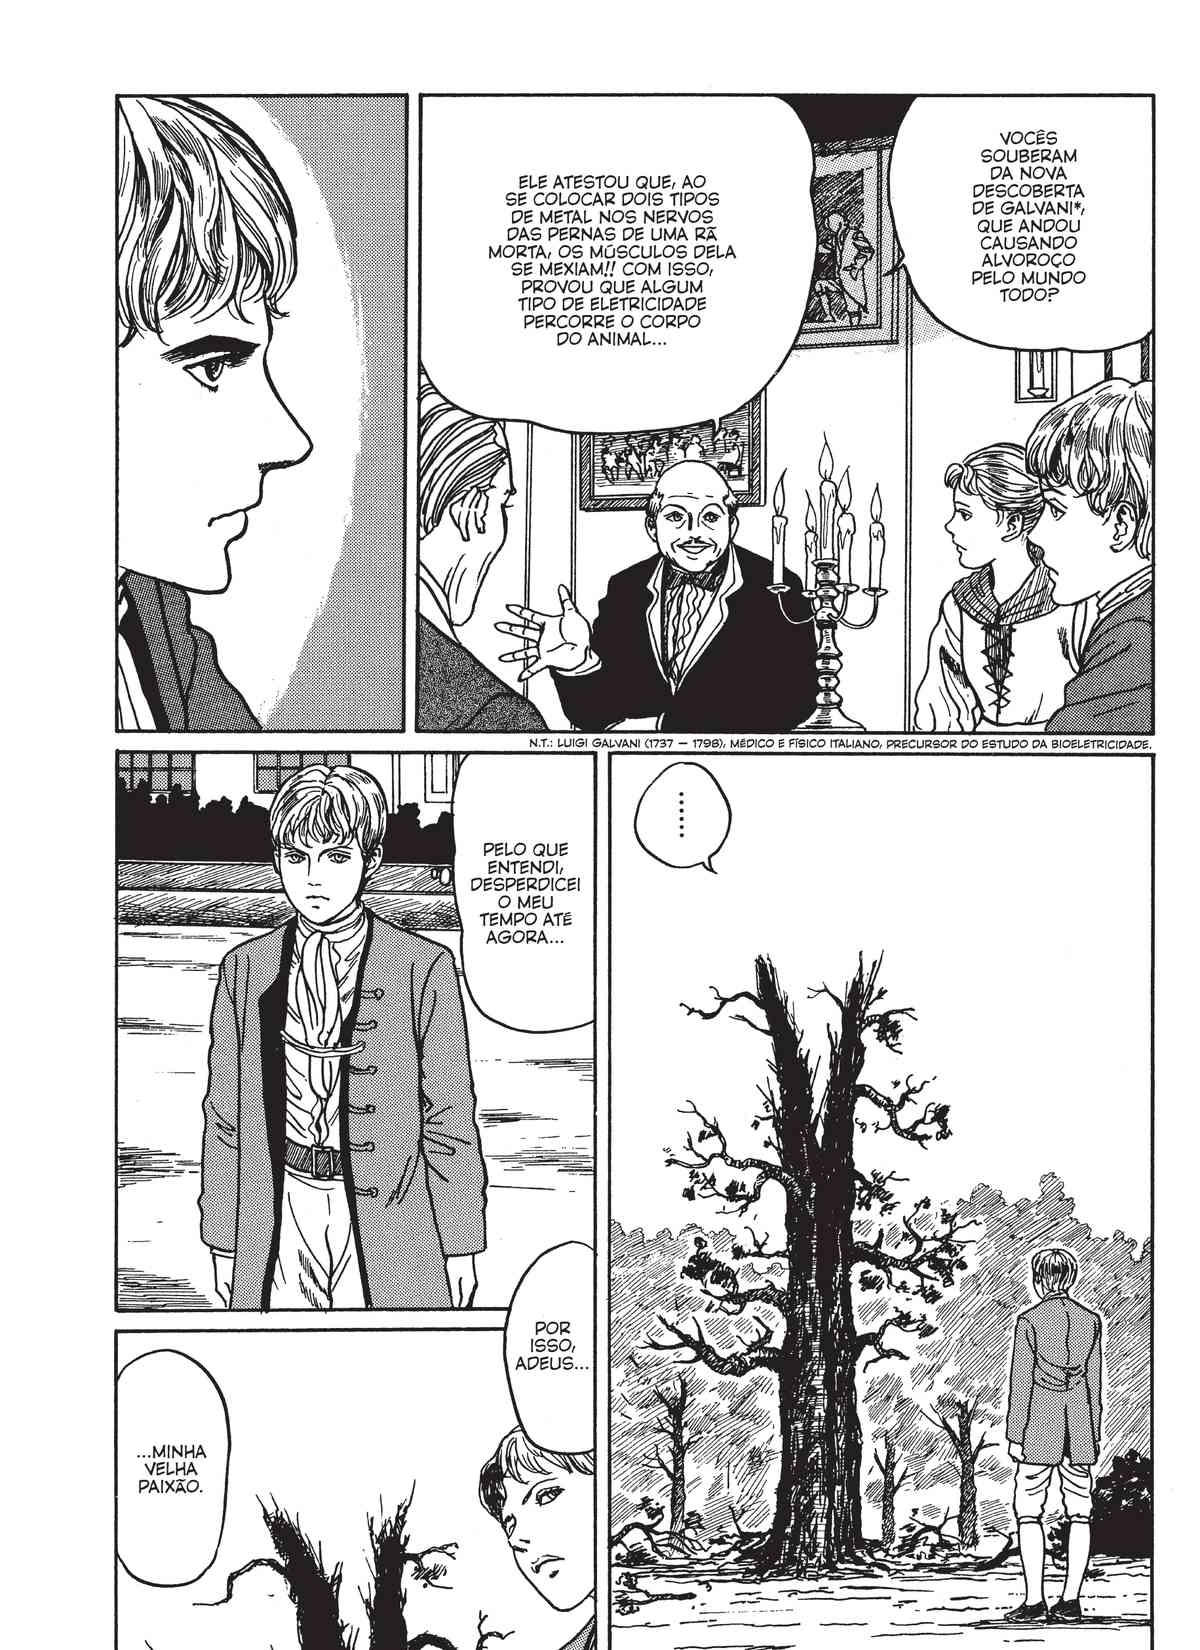 VOCÊS
SOUBERAM
DA NOVA
DESCOBERTA
DE GALVANI*,
QUE ANDOU
CAUSANDO
ALVOROÇO
PELO MUNDO
TODO?
ELE ATESTOU QUE, AO
SE COLOCAR DOIS TIPOS
DE METAL NOS NERVOS
DAS PERNAS DE UMA RÃ
MORTA, OS MÚSCULOS DELA
SE MEXIAM!! COM ISSO,
PROVOU QUE ALGUM
TIPO DE ELETRICIDADE
PERCORRE O CORPO
DO ANIMAL...
N.T.: LUIGI GALVANI (1737 – 1798), MÉDICO E FÍSICO ITALIANO, PRECURSOR DO ESTUDO DA BIOELETRICIDADE.
......
PELO QUE
ENTENDI,
DESPERDICEI
O MEU
TEMPO ATÉ
AGORA...
POR
ISSO,
ADEUS...
...MINHA
VELHA
PAIXÃO.